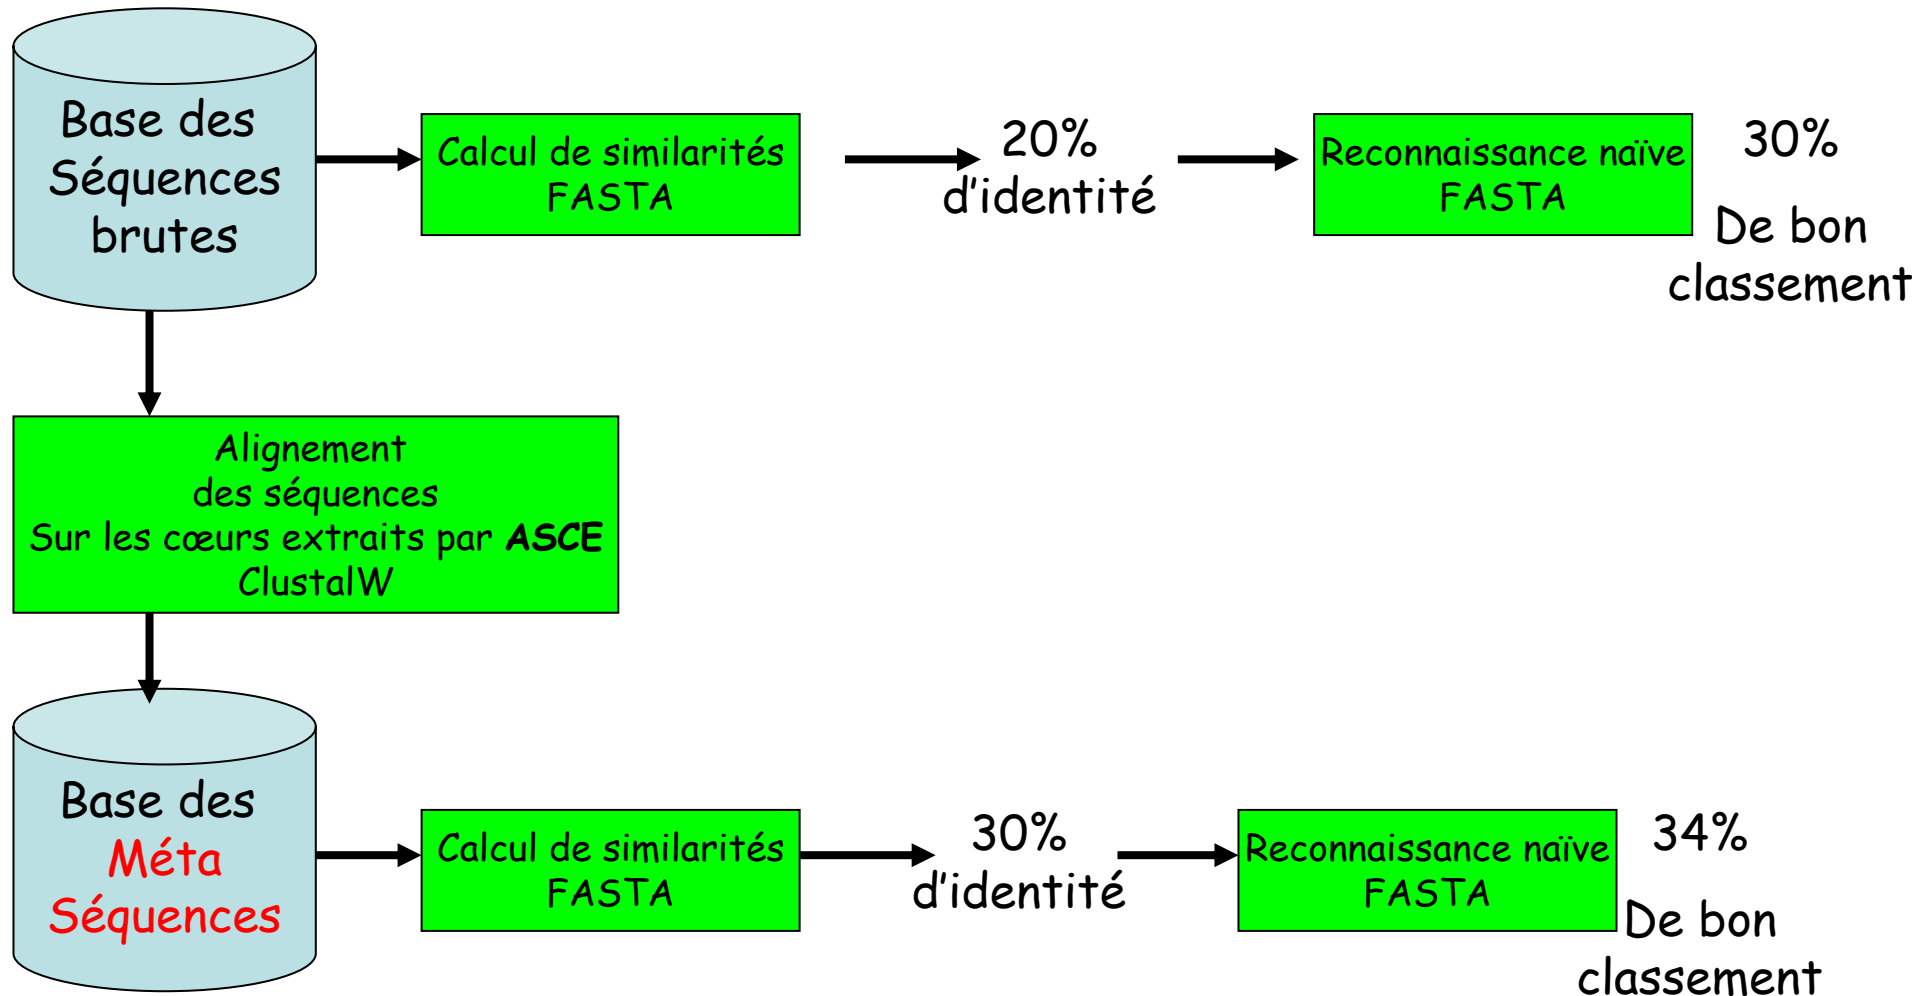 Base des
Séquences
brutes
Calcul de similarités
FASTA
20%
d'identité
Reconnaissance naïve
FASTA
30%
De bon
classement
Alignement
des séquences
Sur les cœurs extraits par ASCE
ClustalW
Base des
Méta
Séquences
Calcul de similarités
FASTA
30%
d'identité
Reconnaissance naïve
FASTA
34%
De bon
classement